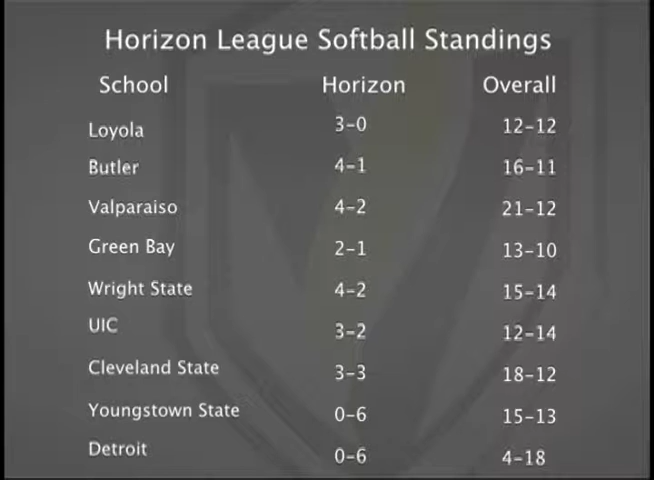 Horizon League Softball Standings
School Horizon Overall
Loyola 3-0 12-12
Butler 4-1 16-11
Valparaiso 4-2 21-12
Green Bay 2-1 13-10
Wright State 4-2 15-14
UIC 3-2 12-14
Cleveland State 3-3 18-12
Youngstown State 0-6 15-13
Detroit 0-6 4-18